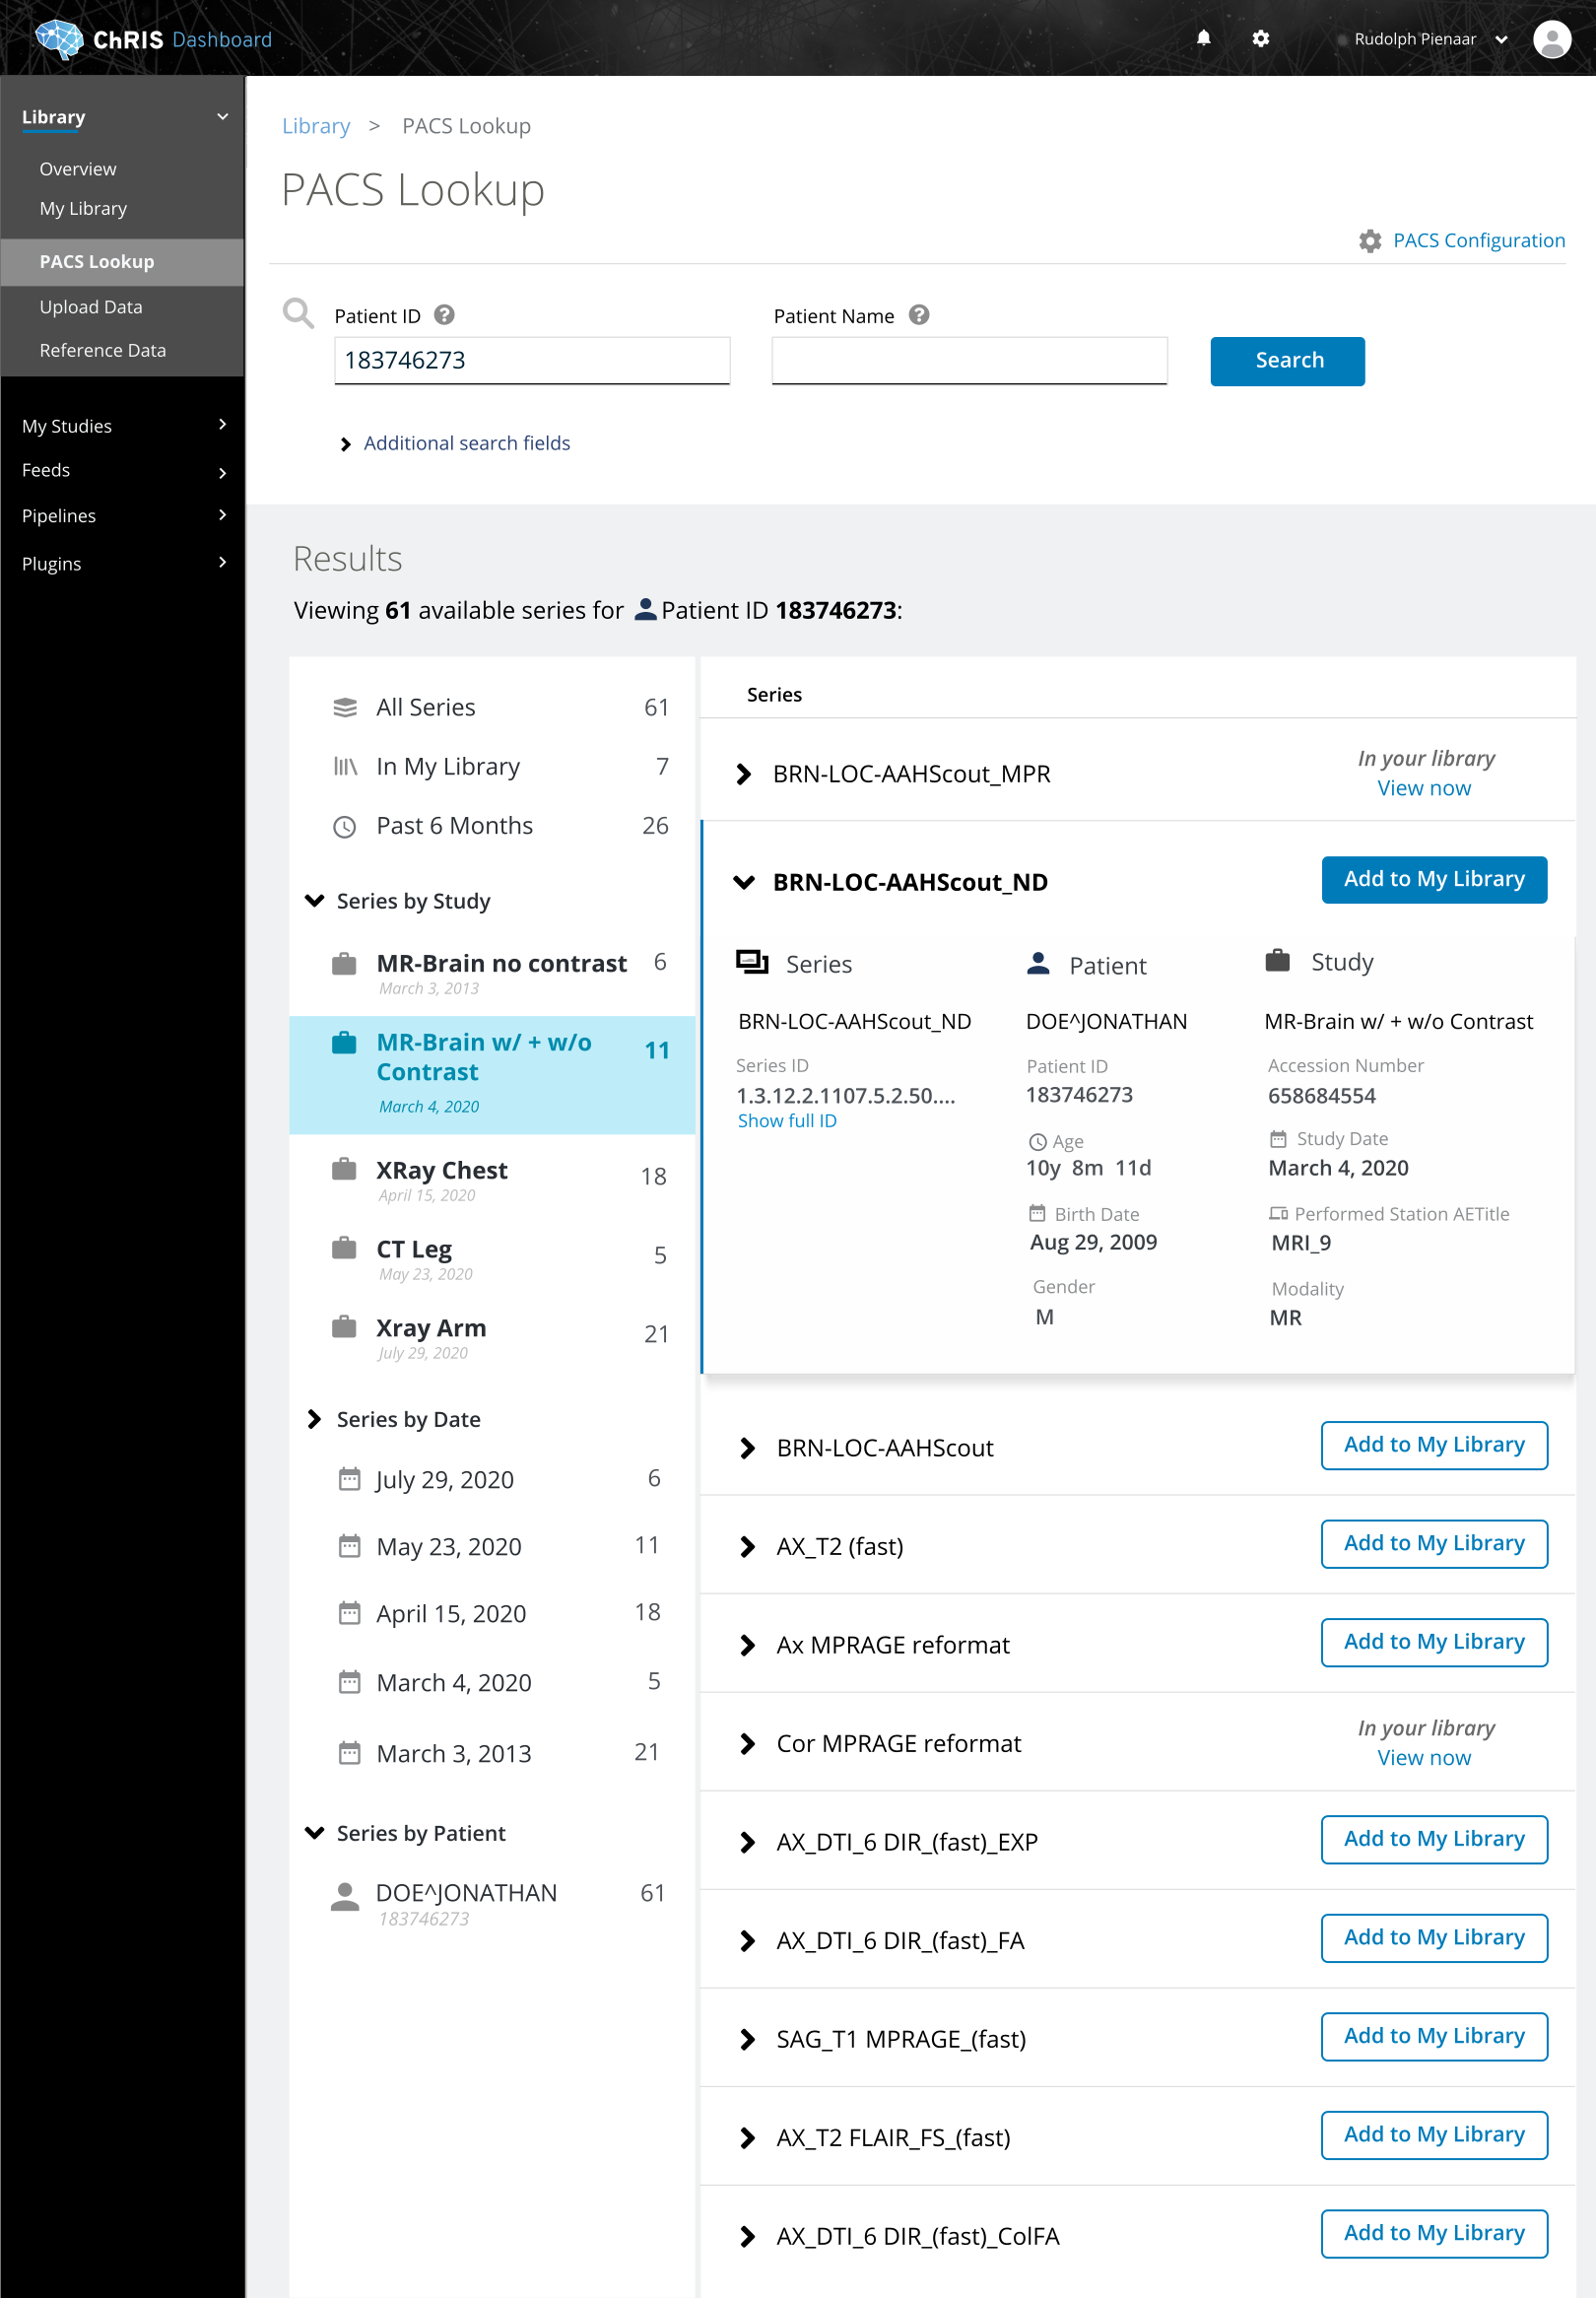 ChRIS Dashboard
Rudolph Pienaar
Library
Overview
My Library
PACS Lookup
Upload Data
Reference Data
My Studies
Feeds
Pipelines
Plugins
Library > PACS Lookup
PACS Lookup
PACS Configuration
Patient ID ?
Patient Name ?
183746273
Search
Additional search fields
Results
Viewing 61 available series for Patient ID 183746273:
All Series 61
In My Library 7
Past 6 Months 26
Series by Study
MR-Brain no contrast 6
March 3, 2013
MR-Brain w/ + w/o 11
Contrast
March 4, 2020
XRay Chest 18
April 15, 2020
CT Leg 5
May 23, 2020
Xray Arm 21
July 29, 2020
Series by Date
July 29, 2020 6
May 23, 2020 11
April 15, 2020 18
March 4, 2020 5
March 3, 2013 21
Series by Patient
DOE^JONATHAN 61
183746273
Series
BRN-LOC-AAHScout_MPR
In your library
View now
BRN-LOC-AAHScout_ND
Add to My Library
Series
BRN-LOC-AAHScout_ND
Series ID
1.3.12.2.1107.5.2.50....
Show full ID
Patient
DOE^JONATHAN
Patient ID
183746273
Age
10y 8m 11d
Birth Date
Aug 29, 2009
Gender
M
Study
MR-Brain w/ + w/o Contrast
Accession Number
658684554
Study Date
March 4, 2020
Performed Station AETitle
MRI_9
Modality
MR
BRN-LOC-AAHScout
Add to My Library
AX_T2 (fast)
Add to My Library
Ax MPRAGE reformat
Add to My Library
Cor MPRAGE reformat
In your library
View now
AX_DTI_6 DIR_(fast)_EXP
Add to My Library
AX_DTI_6 DIR_(fast)_FA
Add to My Library
SAG_T1 MPRAGE_(fast)
Add to My Library
AX_T2 FLAIR_FS_(fast)
Add to My Library
AX_DTI_6 DIR_(fast)_ColFA
Add to My Library